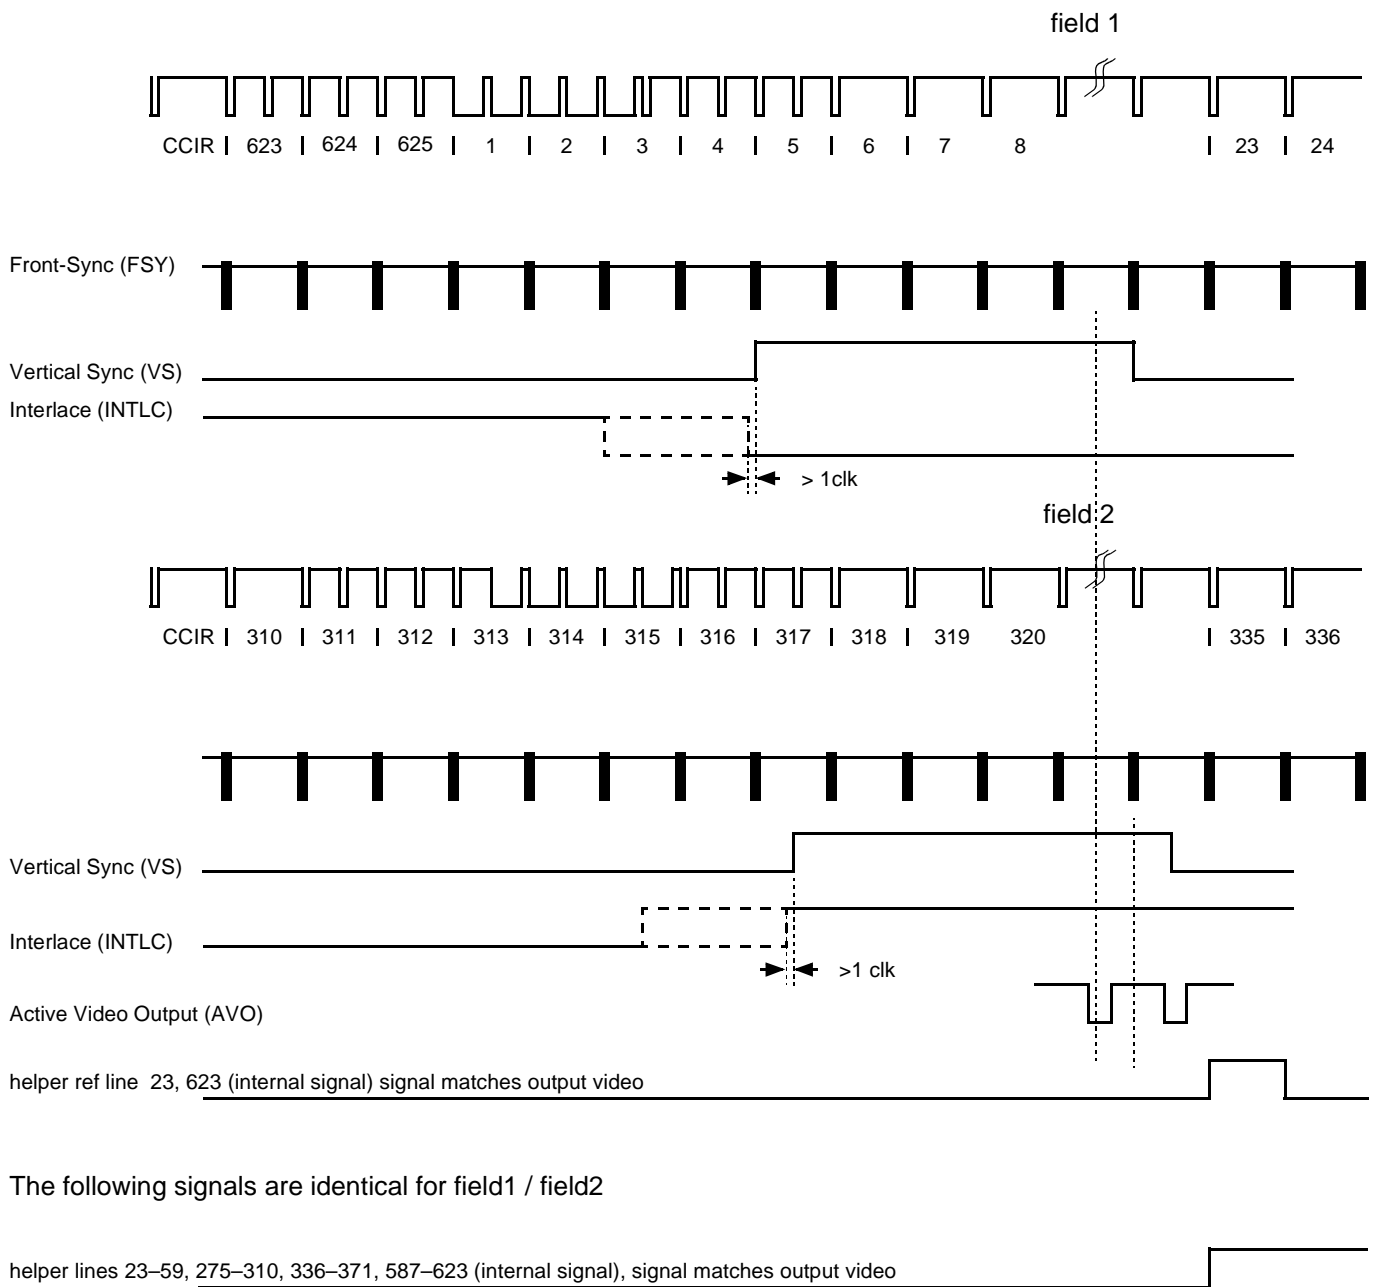 field 1
CCIR 623 624 625 1 2 3 4 5 6 7 8 23 24
Front-Sync (FSY)
Vertical Sync (VS)
Interlace (INTLC)
> 1clk
field 2
CCIR 310 311 312 313 314 315 316 317 318 319 320 335 336
Vertical Sync (VS)
Interlace (INTLC)
>1 clk
Active Video Output (AVO)
helper ref line 23, 623 (internal signal) signal matches output video
The following signals are identical for field1 / field2
helper lines 23–59, 275–310, 336–371, 587–623 (internal signal), signal matches output video